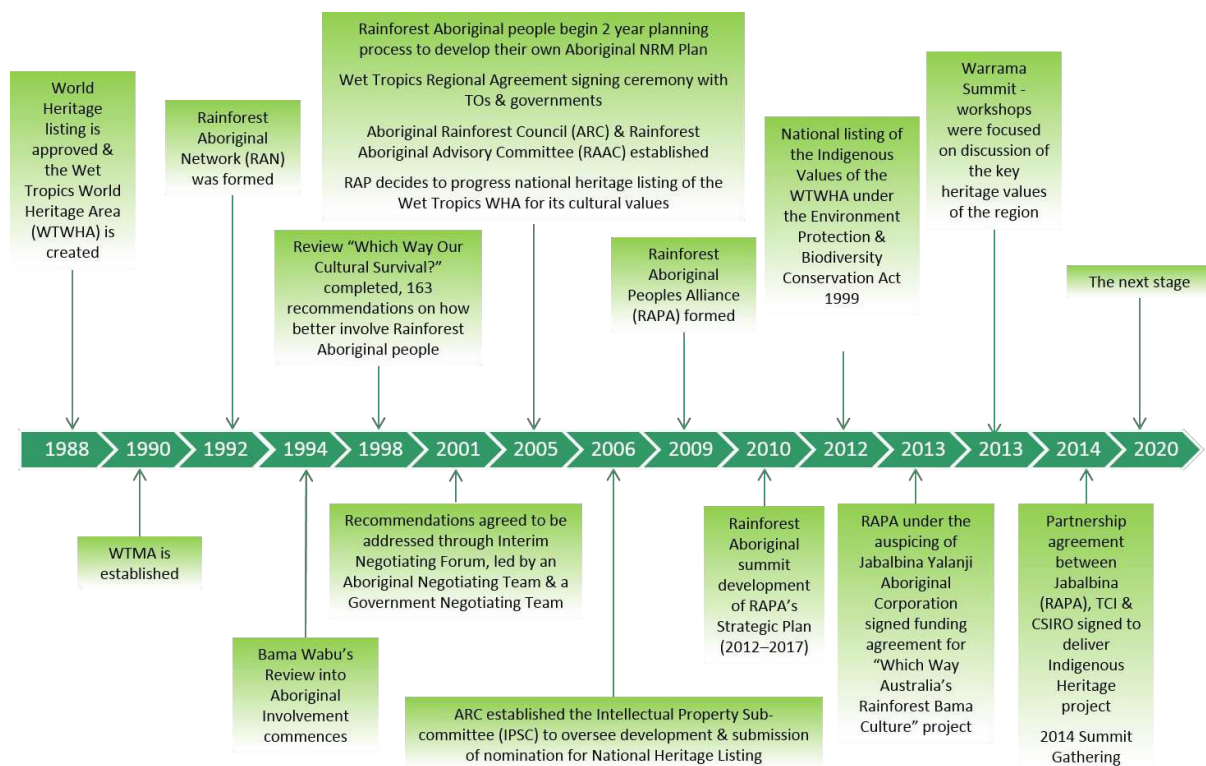 World
Heritage
listing is
approved &
the Wet
Tropics World
Heritage Area
(WTWHA) is
created
Rainforest
Aboriginal
Network (RAN)
was formed
Rainforest Aboriginal people begin 2 year planning
process to develop their own Aboriginal NRM Plan
Wet Tropics Regional Agreement signing ceremony with
TOs & governments
Aboriginal Rainforest Council (ARC) & Rainforest
Aboriginal Advisory Committee (RAAC) established
RAP decides to progress national heritage listing of the
Wet Tropics WHA for its cultural values
Review “Which Way Our
Cultural Survival?”
completed, 163
recommendations on how
better involve Rainforest
Aboriginal people
Rainforest
Aboriginal
Peoples Alliance
(RAPA) formed
National listing of
the Indigenous
Values of the
WTWHA under
the Environment
Protection &
Biodiversity
Conservation Act
1999
Warrama
Summit -
workshops
were focused
on discussion of
the key
heritage values
of the region
The next stage
1988 1990 1992 1994 1998 2001 2005 2006 2009 2010 2012 2013 2013 2014 2020
WTMA is
established
Bama Wabu’s
Review into
Aboriginal
Involvement
commences
Recommendations agreed to be
addressed through Interim
Negotiating Forum, led by an
Aboriginal Negotiating Team & a
Government Negotiating Team
ARC established the Intellectual Property Sub-
committee (IPSC) to oversee development & submission
of nomination for National Heritage Listing
Rainforest
Aboriginal
summit
development
of RAPA’s
Strategic Plan
(2012–2017)
RAPA under the
auspicing of
Jabalbina Yalanji
Aboriginal
Corporation
signed funding
agreement for
“Which Way
Australia’s
Rainforest Bama
Culture” project
Partnership
agreement
between
Jabalbina
(RAPA), TCI &
CSIRO signed to
deliver
Indigenous
Heritage
project
2014 Summit
Gathering